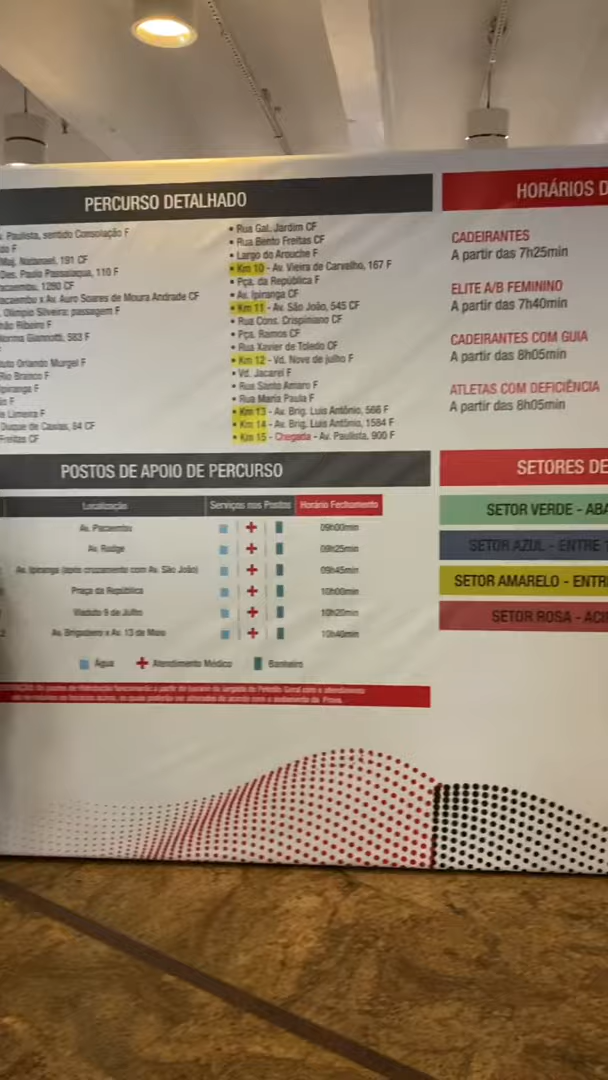 PERCURSO DETALHADO
. Paulista, sentido Consolação F
do F
Maj. Natanael, 191 CF
Des. Paulo Passalaqua, 110 F
acaembu, 1280 CF
acaembu x Av. Auro Soares de Moura Andrade CF
. Olímpio Silveira: passagem F
hão Ribeiro F
Norma Giannotti, 583 F
Orlando Murgel F
Rio Branco F
Ipiranga F
o F
e Limeira F
Duque de Caxias, 84 CF
Freitas CF
• Rua Gal. Jardim CF
• Rua Bento Freitas CF
• Largo do Arouche F
• Km 10 - Av. Vieira de Carvalho, 167 F
• Pça. da República F
• Av. Ipiranga CF
• Km 11 - Av. São João, 545 CF
• Rua Cons. Crispiniano CF
• Pça. Ramos CF
• Rua Xavier de Toledo CF
• Km 12 - Vd. Nove de julho F
• Vd. Jacareí F
• Rua Santo Amaro F
• Rua Maria Paula F
• Km 13 - Av. Brig. Luis Antônio, 566 F
• Km 14 - Av. Brig. Luis Antônio, 1584 F
• Km 15 - Chegada - Av. Paulista, 900 F
HORÁRIOS D
CADEIRANTES
A partir das 7h25min
ELITE A/B FEMININO
A partir das 7h40min
CADEIRANTES COM GUIA
A partir das 8h05min
ATLETAS COM DEFICIÊNCIA
A partir das 8h05min
POSTOS DE APOIO DE PERCURSO
Localização Serviços nos Postos Horário Fechamento
Av. Pacaembu 09h00min
Av. Rudge 09h25min
Av. Ipiranga (após cruzamento com Av. São João) 09h45min
Praça da República 10h00min
Viaduto 9 de Julho 10h20min
Av. Brigadeiro x Av. 13 de Maio 10h40min
Água Atendimento Médico Banheiro
SETORES DE
SETOR VERDE - ABA
SETOR AZUL - ENTRE
SETOR AMARELO - ENTR
SETOR ROSA - ACI